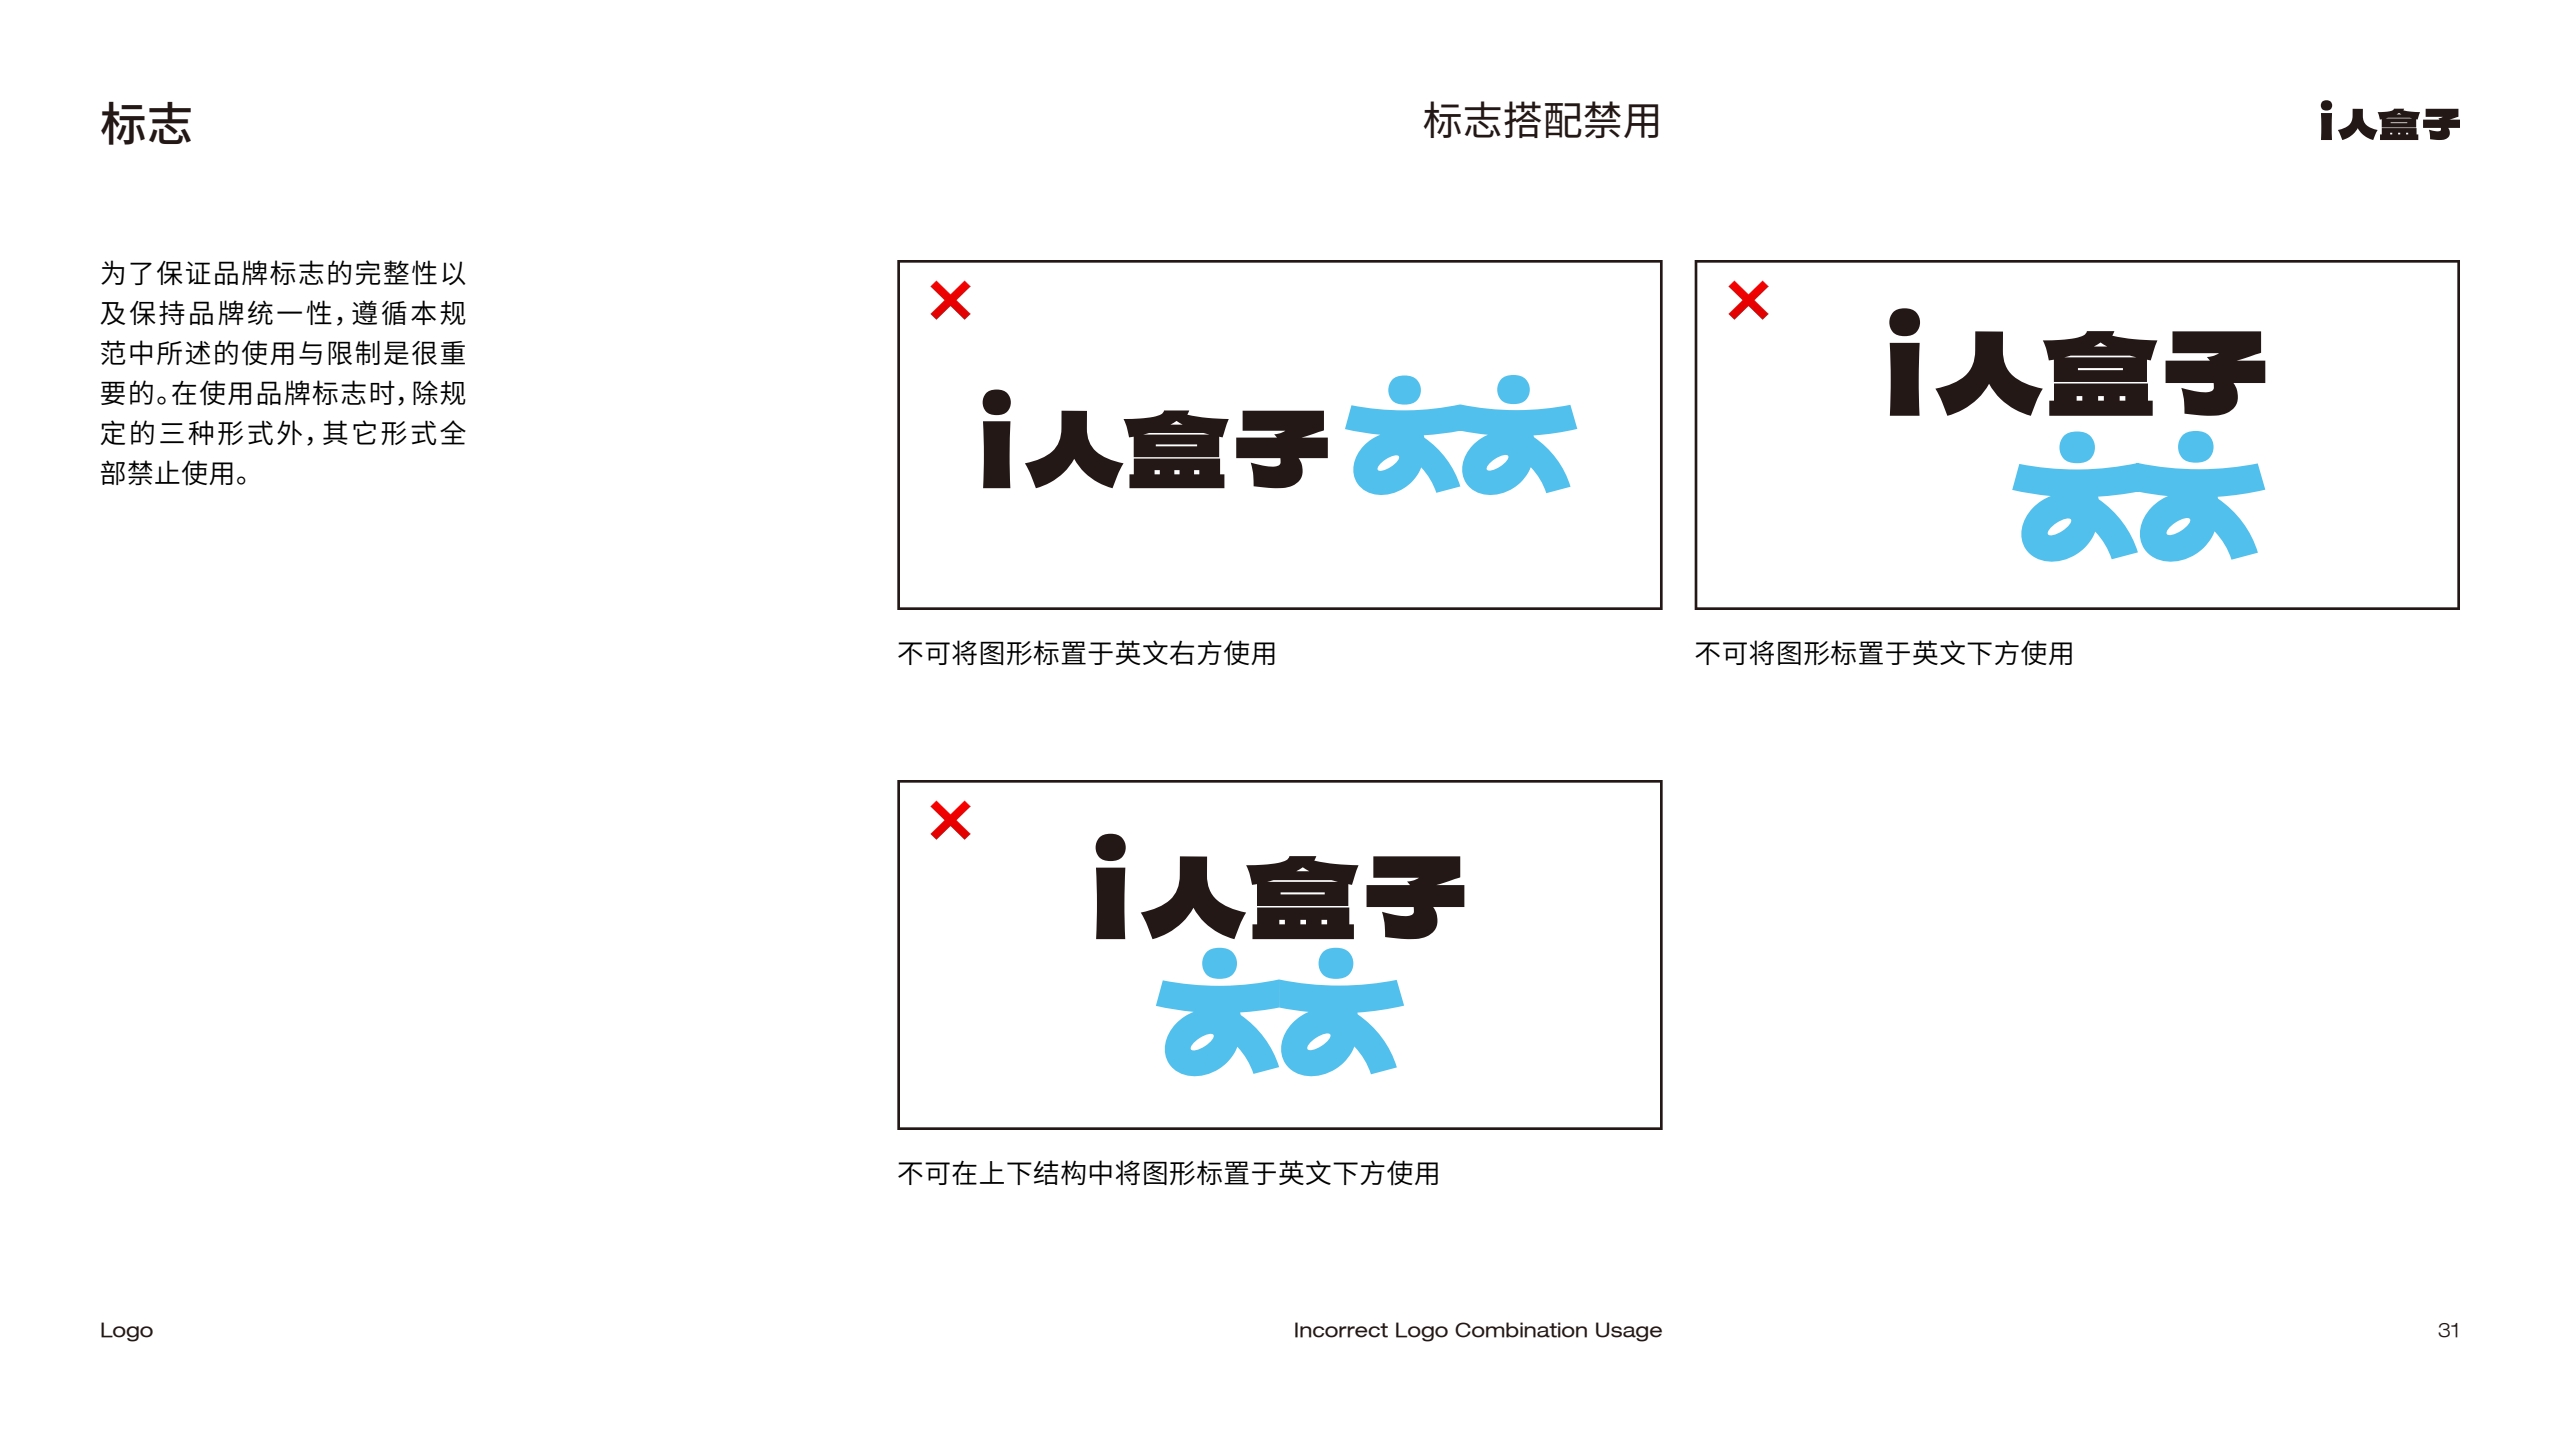 标志
标志搭配禁用
i人盒子
为了保证品牌标志的完整性以
及保持品牌统一性，遵循本规
范中所述的使用与限制是很重
要的。在使用品牌标志时，除规
定的三种形式外，其它形式全
部禁止使用。
i人盒子
i人盒子
不可将图形标置于英文右方使用
不可将图形标置于英文下方使用
i人盒子
不可在上下结构中将图形标置于英文下方使用
Logo
Incorrect Logo Combination Usage
31